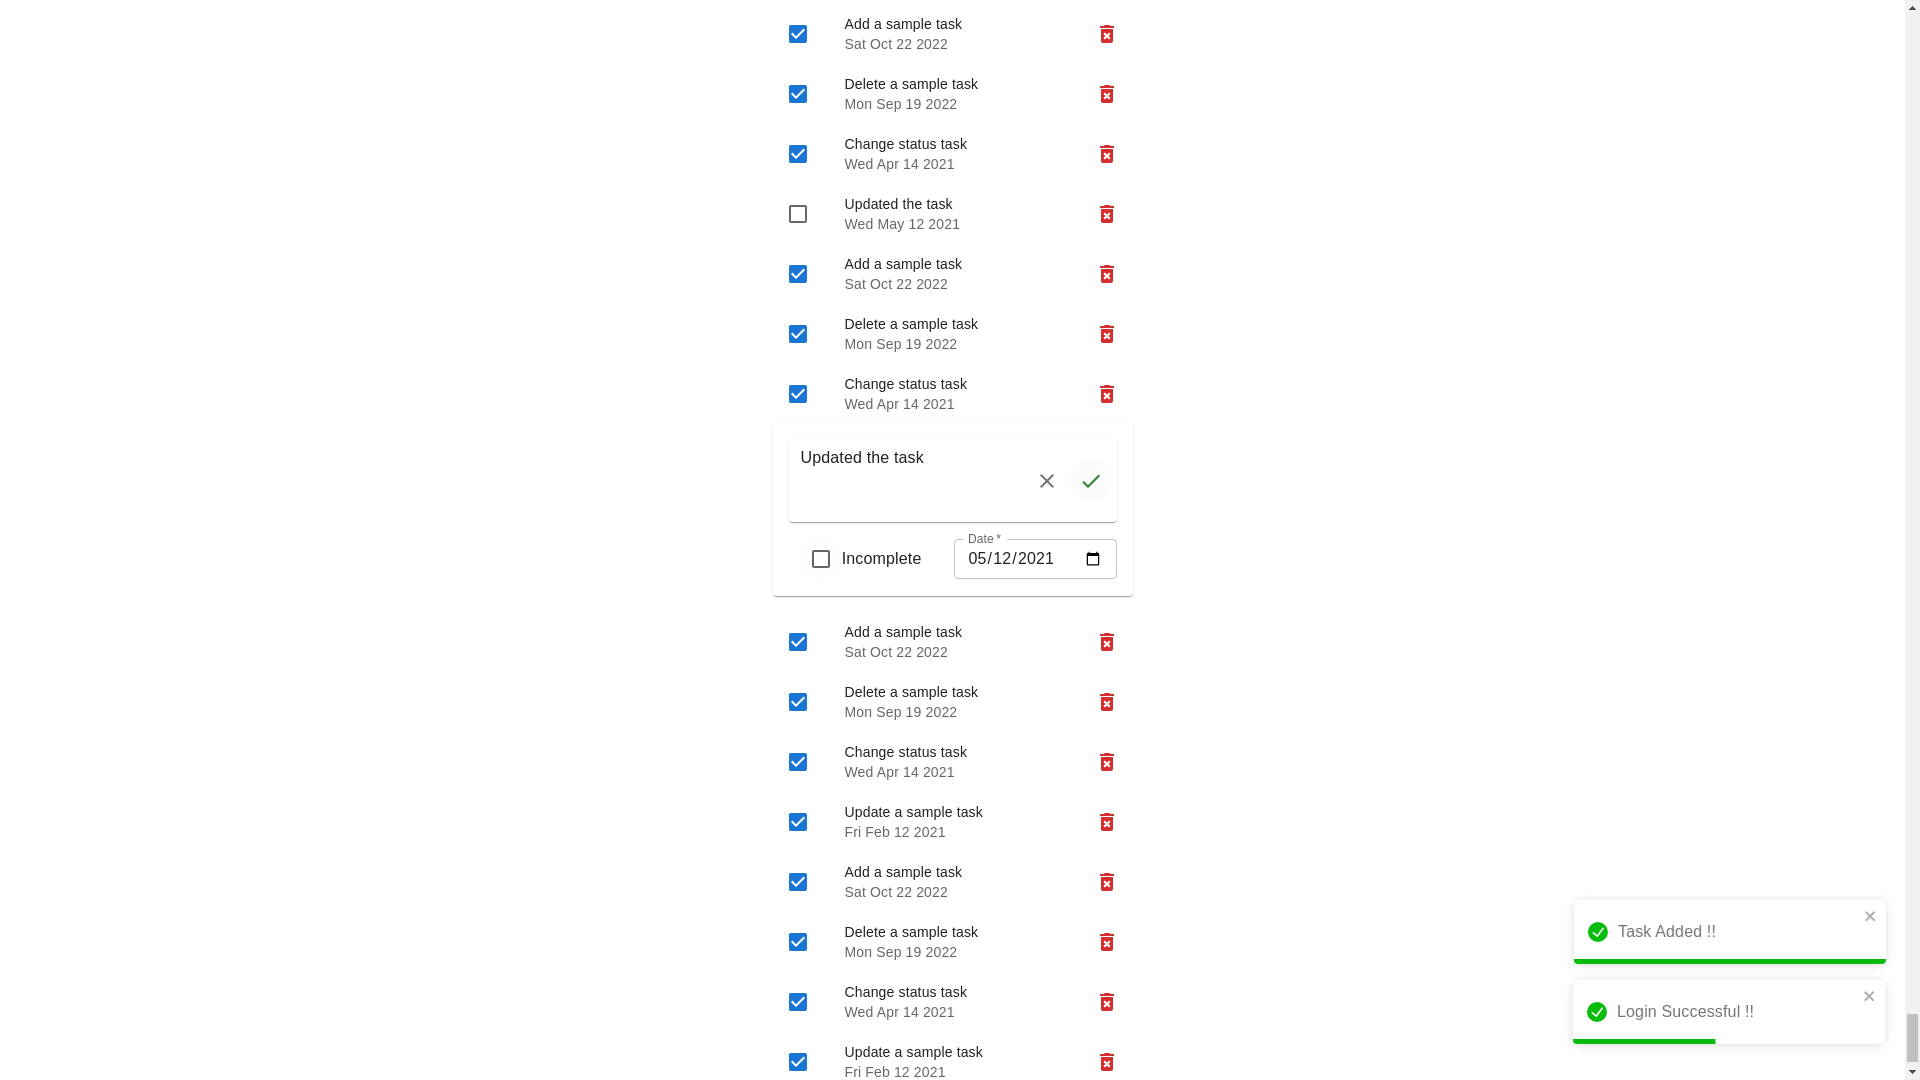 Add a sample task
Sat Oct 22 2022
Delete a sample task
Mon Sep 19 2022
Change status task
Wed Apr 14 2021
Updated the task
Wed May 12 2021
Add a sample task
Sat Oct 22 2022
Delete a sample task
Mon Sep 19 2022
Change status task
Wed Apr 14 2021
Updated the task
Incomplete
Date *
05/12/2021
Add a sample task
Sat Oct 22 2022
Delete a sample task
Mon Sep 19 2022
Change status task
Wed Apr 14 2021
Update a sample task
Fri Feb 12 2021
Add a sample task
Sat Oct 22 2022
Delete a sample task
Mon Sep 19 2022
Change status task
Wed Apr 14 2021
Update a sample task
Fri Feb 12 2021
Task Added !!
Login Successful !!